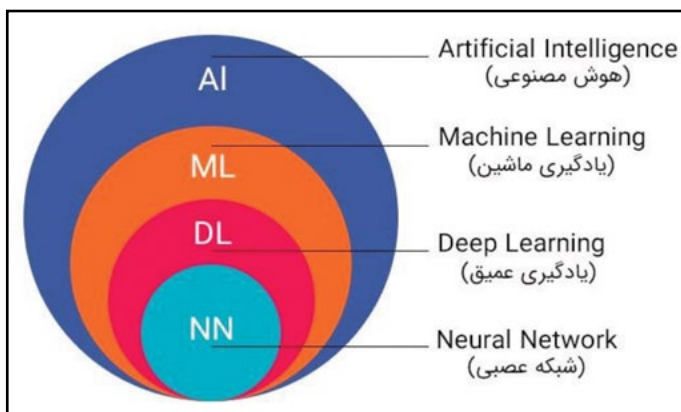 AI
Artificial Intelligence
(هوش مصنوعی)
ML
Machine Learning
(یادگیری ماشین)
DL
Deep Learning
(یادگیری عمیق)
NN
Neural Network
(شبکه عصبی)